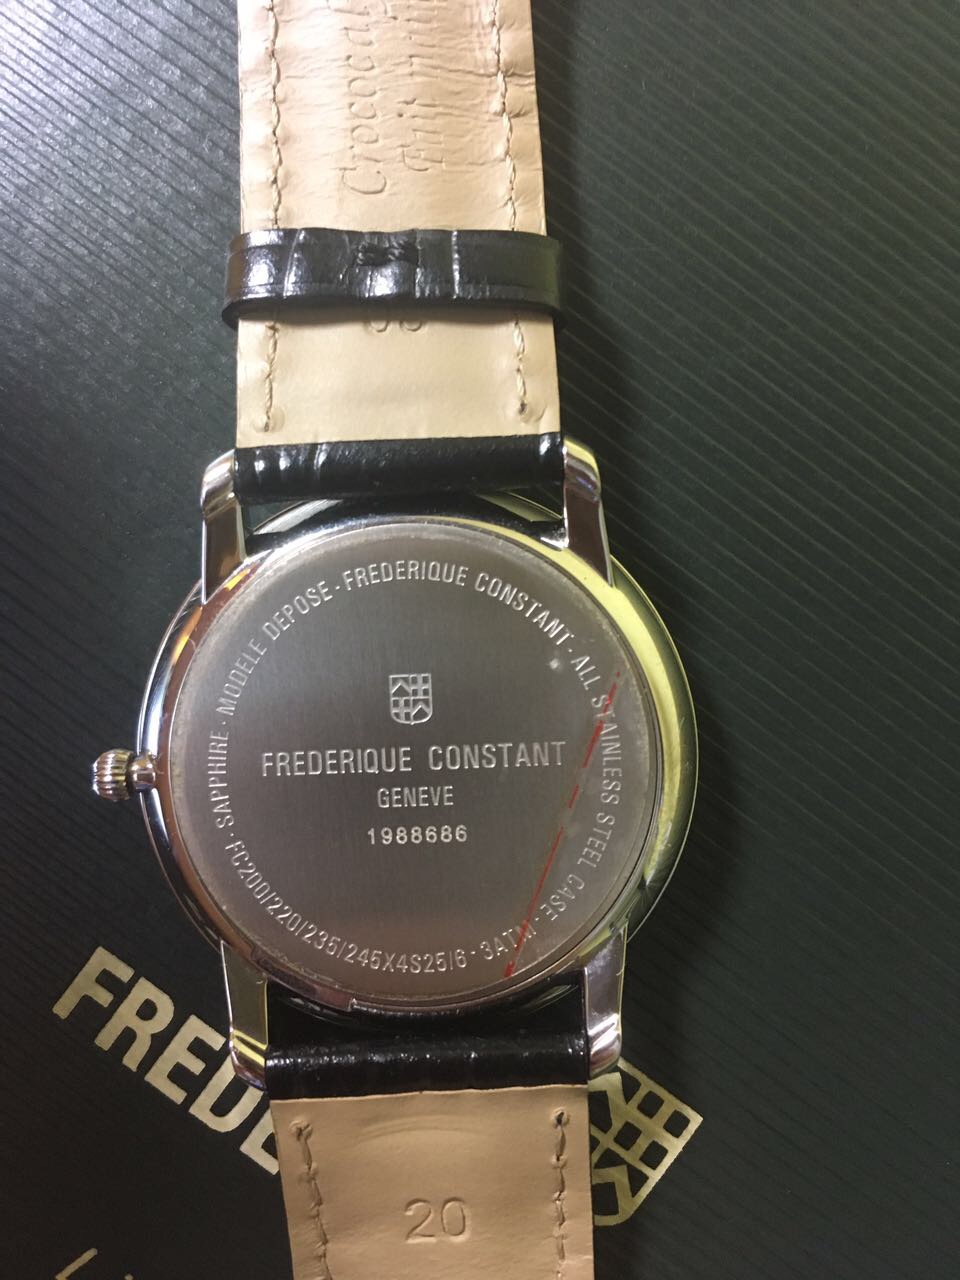 Crococalf
FREDERIQUE CONSTANT · ALL STAINLESS STEEL CASE · 3ATM · FC200/220/235/245X4S25/6 · SAPPHIRE · MODELE DEPOSE ·
FREDERIQUE CONSTANT
GENEVE
1988686
FREDE
20